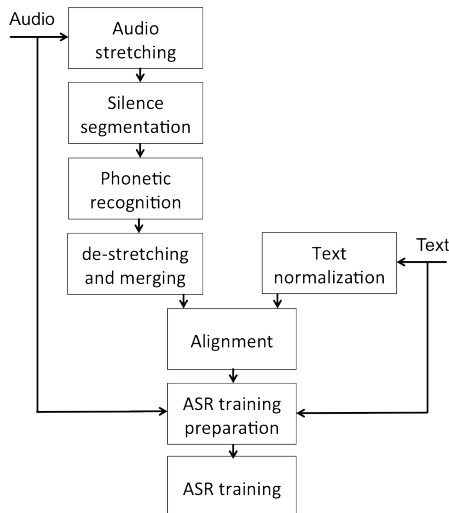 Audio
Audio
stretching
Silence
segmentation
Phonetic
recognition
de-stretching
and merging
Text
Text
normalization
Alignment
ASR training
preparation
ASR training